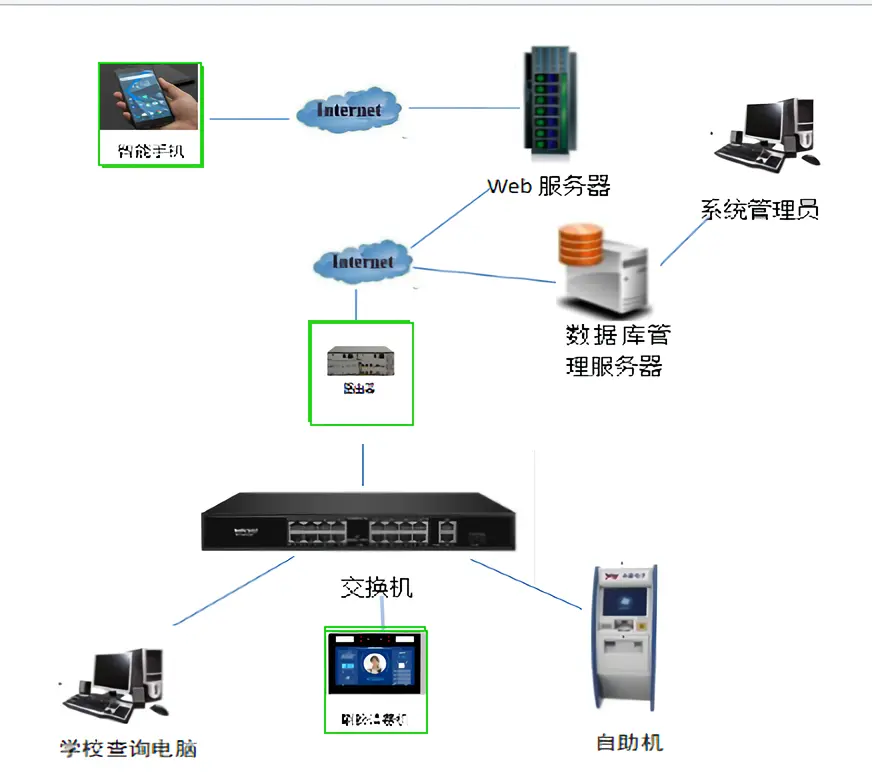 Internet
智能手机
Web 服务器
系统管理员
Internet
数据库管
理服务器
路由器
交换机
学校查询电脑
自助机